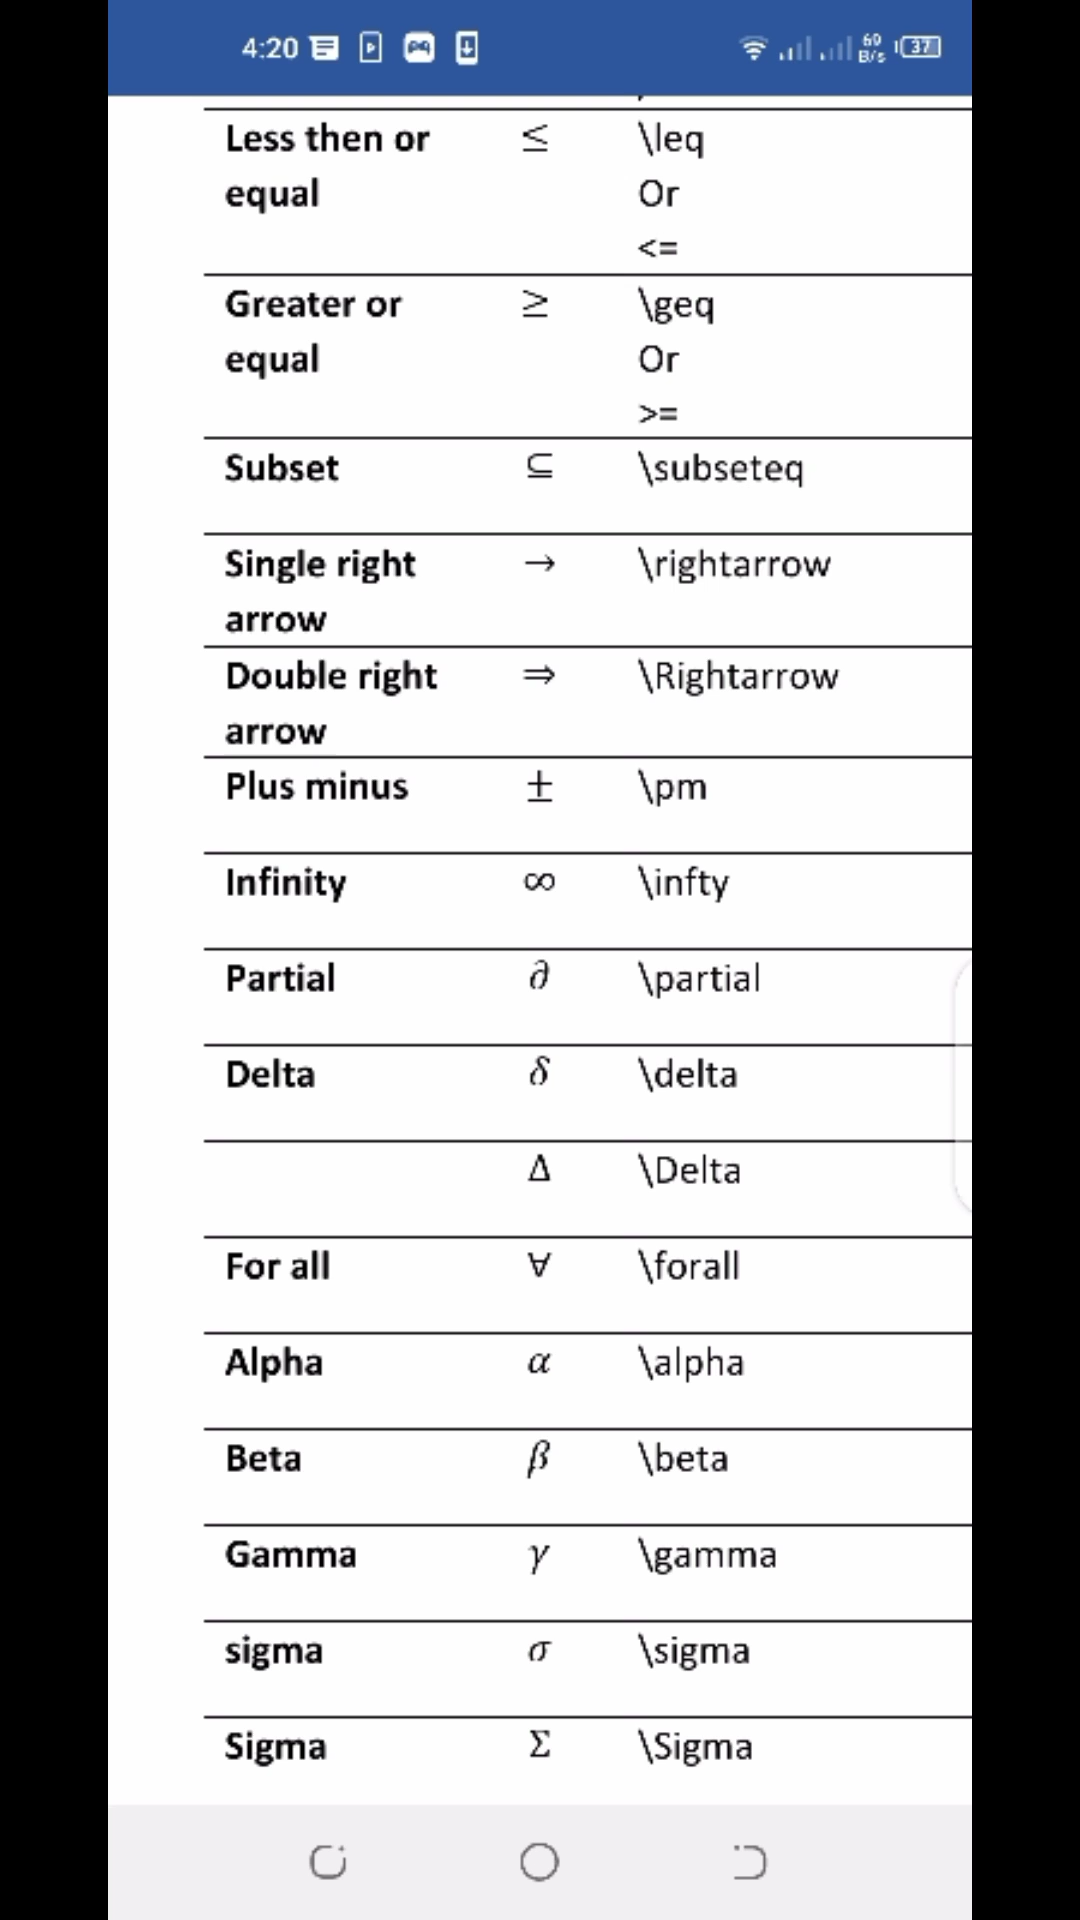 4:20 69 B/s 37
Less then or ≤ \leq
equal Or
<=
Greater or ≥ \geq
equal Or
>=
Subset ⊆ \subseteq
Single right → \rightarrow
arrow
Double right ⇒ \Rightarrow
arrow
Plus minus ± \pm
Infinity ∞ \infty
Partial ∂ \partial
Delta δ \delta
Δ \Delta
For all ∀ \forall
Alpha α \alpha
Beta β \beta
Gamma γ \gamma
sigma σ \sigma
Sigma Σ \Sigma